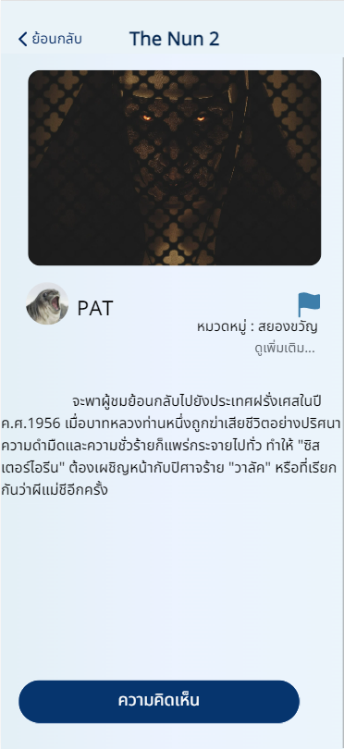 ย้อนกลับ The Nun 2
PAT
หมวดหมู่ : สยองขวัญ
ดูเพิ่มเติม...
จะพาผู้ชมย้อนกลับไปยังประเทศฝรั่งเศสในปี
ค.ศ.1956 เมื่อบาทหลวงท่านหนึ่งถูกฆ่าเสียชีวิตอย่างปริศนา
ความดำมืดและความชั่วร้ายก็แพร่กระจายไปทั่ว ทำให้ "ซิส
เตอร์ไอรีน" ต้องเผชิญหน้ากับปิศาจร้าย "วาลัค" หรือที่เรียก
กันว่าผีแม่ชีอีกครั้ง
ความคิดเห็น